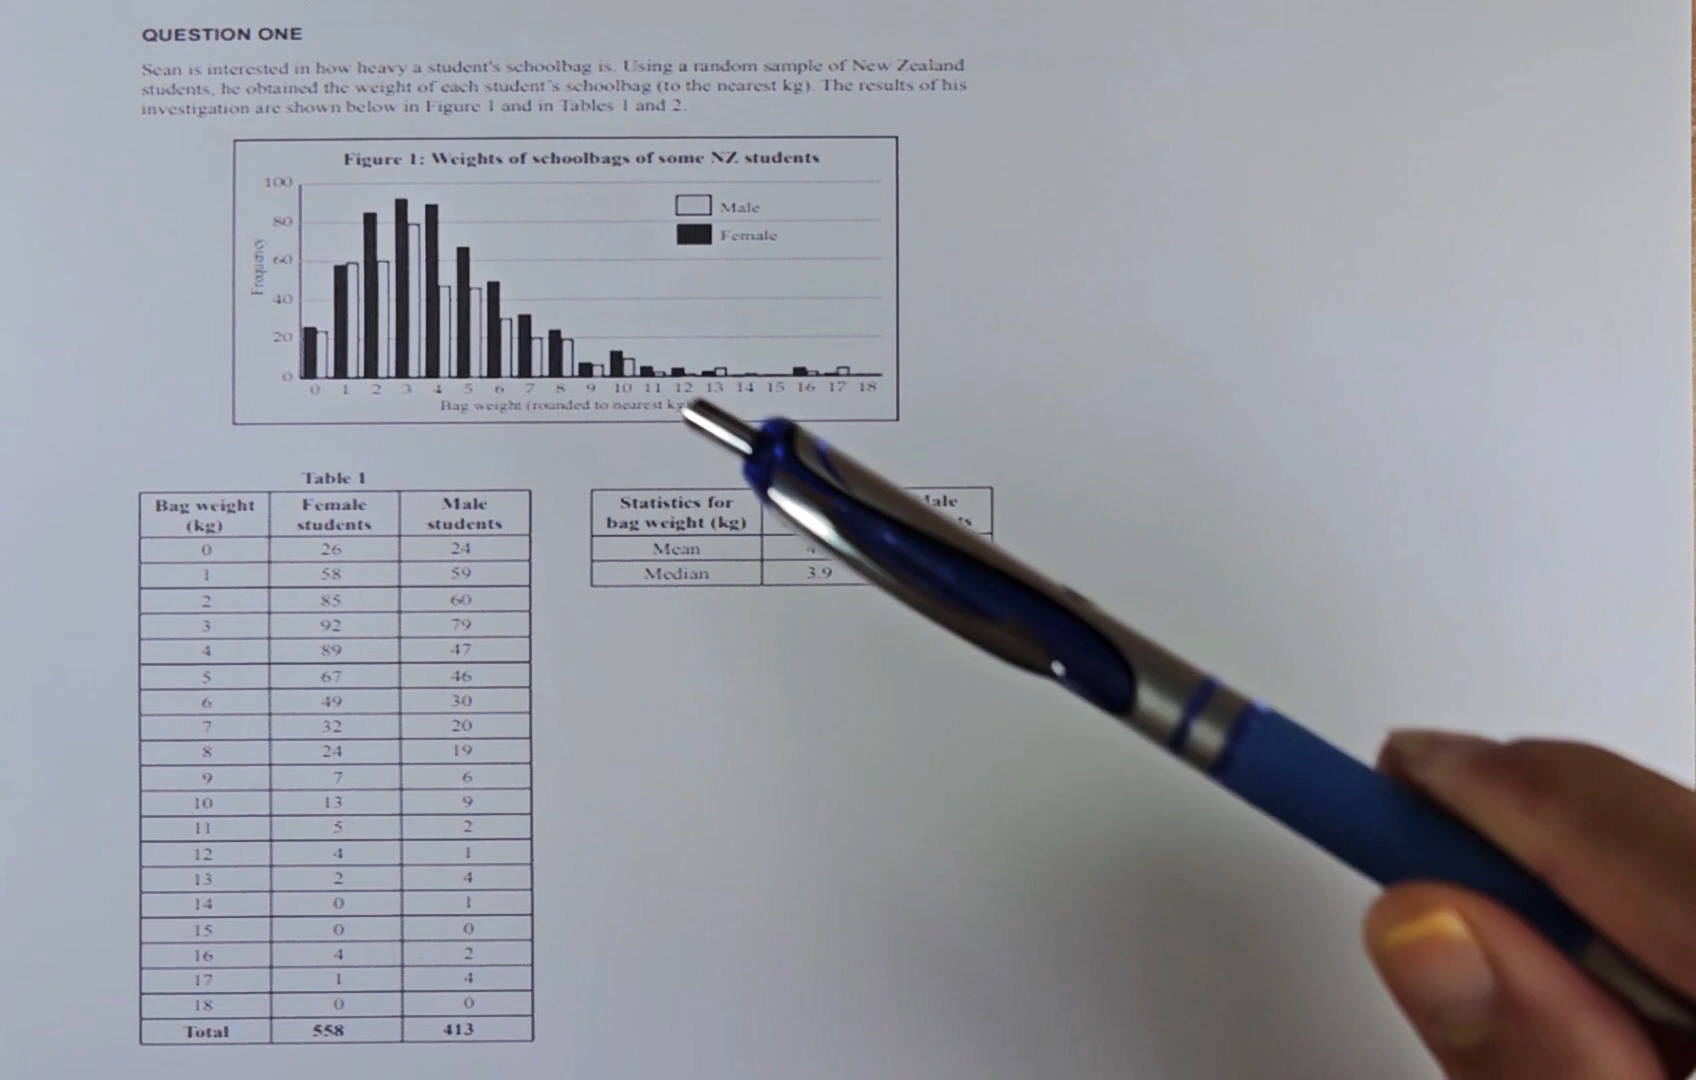 QUESTION ONE
Sean is interested in how heavy a student's schoolbag is. Using a random sample of New Zealand
students, he obtained the weight of each student's schoolbag (to the nearest kg). The results of his
investigation are shown below in Figure 1 and in Tables 1 and 2.
Figure 1: Weights of schoolbags of some NZ students
100
80
60
40
20
0
Frequency
Male
Female
0 1 2 3 4 5 6 7 8 9 10 11 12 13 14 15 16 17 18
Bag weight (rounded to nearest
Table 1
Bag weight (kg) Female students Male students
0 26 24
1 58 59
2 85 60
3 92 79
4 89 47
5 67 46
6 49 30
7 32 20
8 24 19
9 7 6
10 13 9
11 5 2
12 4 1
13 2 4
14 0 1
15 0 0
16 4 2
17 1 4
18 0 0
Total 558 413
Statistics for
bag weight (kg)
Mean
Median 3.9